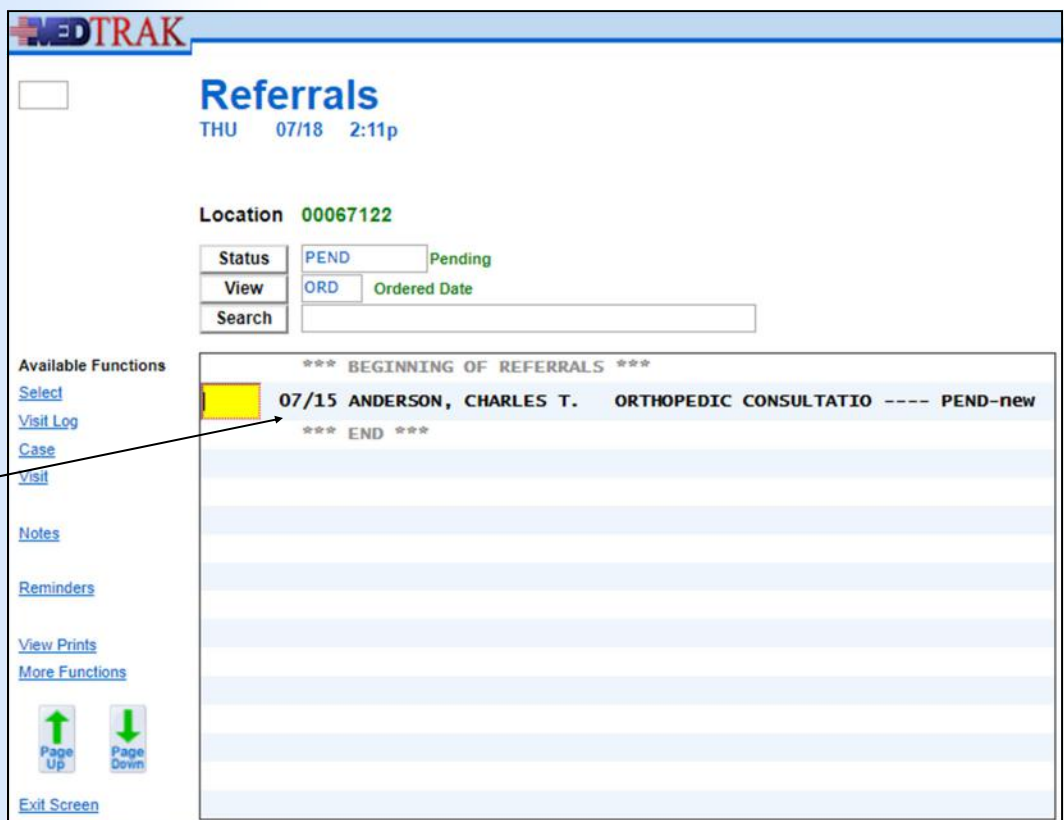 MEDTRAK
Referrals
THU 07/18 2:11p
Location 00067122
Status PEND Pending
View ORD Ordered Date
Search
Available Functions
Select
Visit Log
Case
Visit
Notes
Reminders
View Prints
More Functions
Page Up
Page Down
Exit Screen
*** BEGINNING OF REFERRALS ***
07/15 ANDERSON, CHARLES T. ORTHOPEDIC CONSULTATIO ---- PEND-new
*** END ***